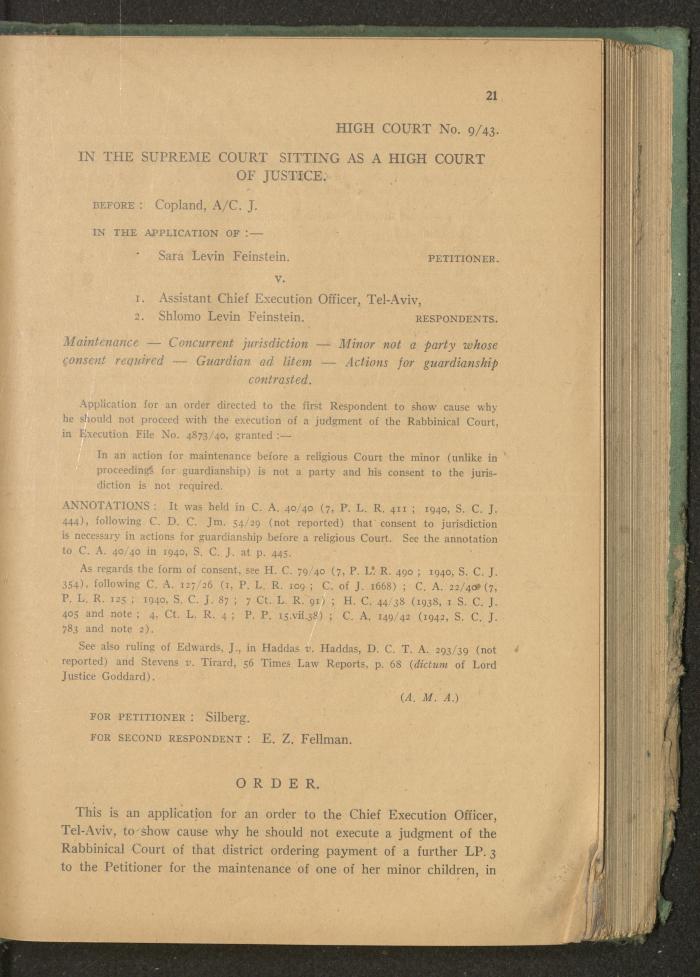 21
HIGH COURT No. 9/43.
IN THE SUPREME COURT SITTING AS A HIGH COURT
OF JUSTICE.
BEFORE : Copland, A/C. J.
IN THE APPLICATION OF :—
Sara Levin Feinstein. PETITIONER.
v.
1. Assistant Chief Execution Officer, Tel-Aviv,
2. Shlomo Levin Feinstein. RESPONDENTS.
Maintenance — Concurrent jurisdiction — Minor not a party whose
consent required — Guardian ad litem — Actions for guardianship
contrasted.
Application for an order directed to the first Respondent to show cause why
he should not proceed with the execution of a judgment of the Rabbinical Court,
in Execution File No. 4873/40, granted :—
In an action for maintenance before a religious Court the minor (unlike in
proceedings for guardianship) is not a party and his consent to the juris-
diction is not required.
ANNOTATIONS : It was held in C. A. 40/40 (7, P. L. R. 411 ; 1940, S. C. J.
444), following C. D. C. Jm. 54/29 (not reported) that consent to jurisdiction
is necessary in actions for guardianship before a religious Court. See the annotation
to C. A. 40/40 in 1940, S. C. J. at p. 445.
As regards the form of consent, see H. C. 79/40 (7, P. L. R. 490 ; 1940, S. C. J.
354), following C. A. 127/26 (1, P. L. R. 109 ; C. of J. 1668) ; C. A. 22/40 (7,
P. L. R. 125 ; 1940, S. C. J. 87 ; 7 Ct. L. R. 91) ; H. C. 44/38 (1938, 1 S. C. J.
405 and note ; 4, Ct. L. R. 4 ; P. P. 15.vii.38) ; C. A. 149/42 (1942, S. C. J.
783 and note 2).
See also ruling of Edwards, J., in Haddas v. Haddas, D. C. T. A. 293/39 (not
reported) and Stevens v. Tirard, 56 Times Law Reports, p. 68 (dictum of Lord
Justice Goddard).
(A. M. A.)
FOR PETITIONER : Silberg.
FOR SECOND RESPONDENT : E. Z. Fellman.
ORDER.
This is an application for an order to the Chief Execution Officer,
Tel-Aviv, to show cause why he should not execute a judgment of the
Rabbinical Court of that district ordering payment of a further LP. 3
to the Petitioner for the maintenance of one of her minor children, in